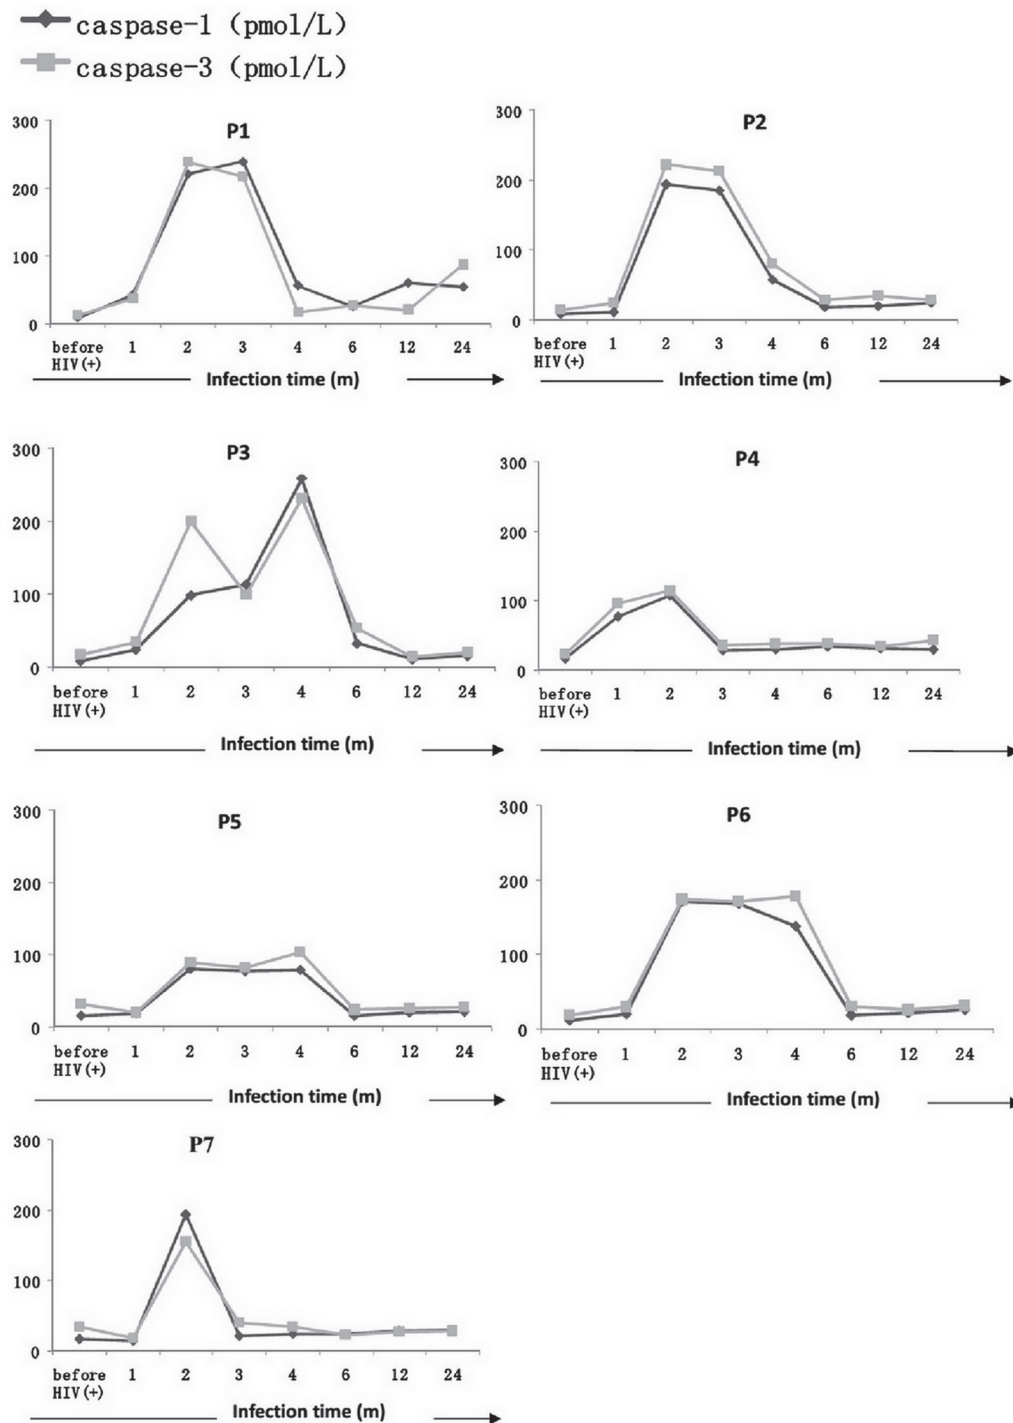 caspase-1 (pmol/L)
caspase-3 (pmol/L)
P1
300
200
100
0
before HIV(+) 1 2 3 4 6 12 24
Infection time (m)
P2
300
200
100
0
before HIV(+) 1 2 3 4 6 12 24
Infection time (m)
P3
300
200
100
0
before HIV(+) 1 2 3 4 6 12 24
Infection time (m)
P4
300
200
100
0
before HIV(+) 1 2 3 4 6 12 24
Infection time (m)
P5
300
200
100
0
before HIV(+) 1 2 3 4 6 12 24
Infection time (m)
P6
300
200
100
0
before HIV(+) 1 2 3 4 6 12 24
Infection time (m)
P7
300
200
100
0
before HIV(+) 1 2 3 4 6 12 24
Infection time (m)